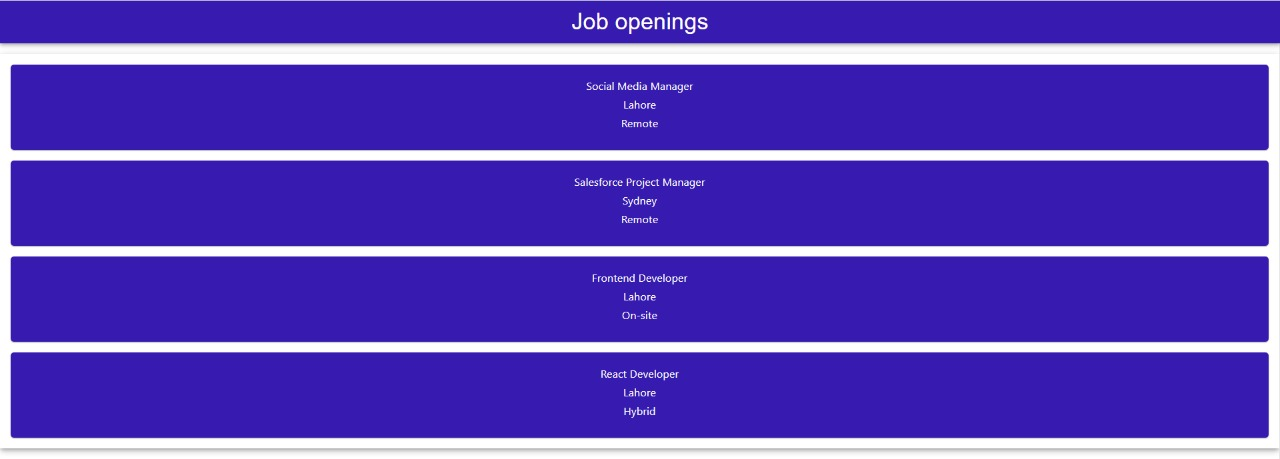 Job openings
Social Media Manager
Lahore
Remote
Salesforce Project Manager
Sydney
Remote
Frontend Developer
Lahore
On-site
React Developer
Lahore
Hybrid